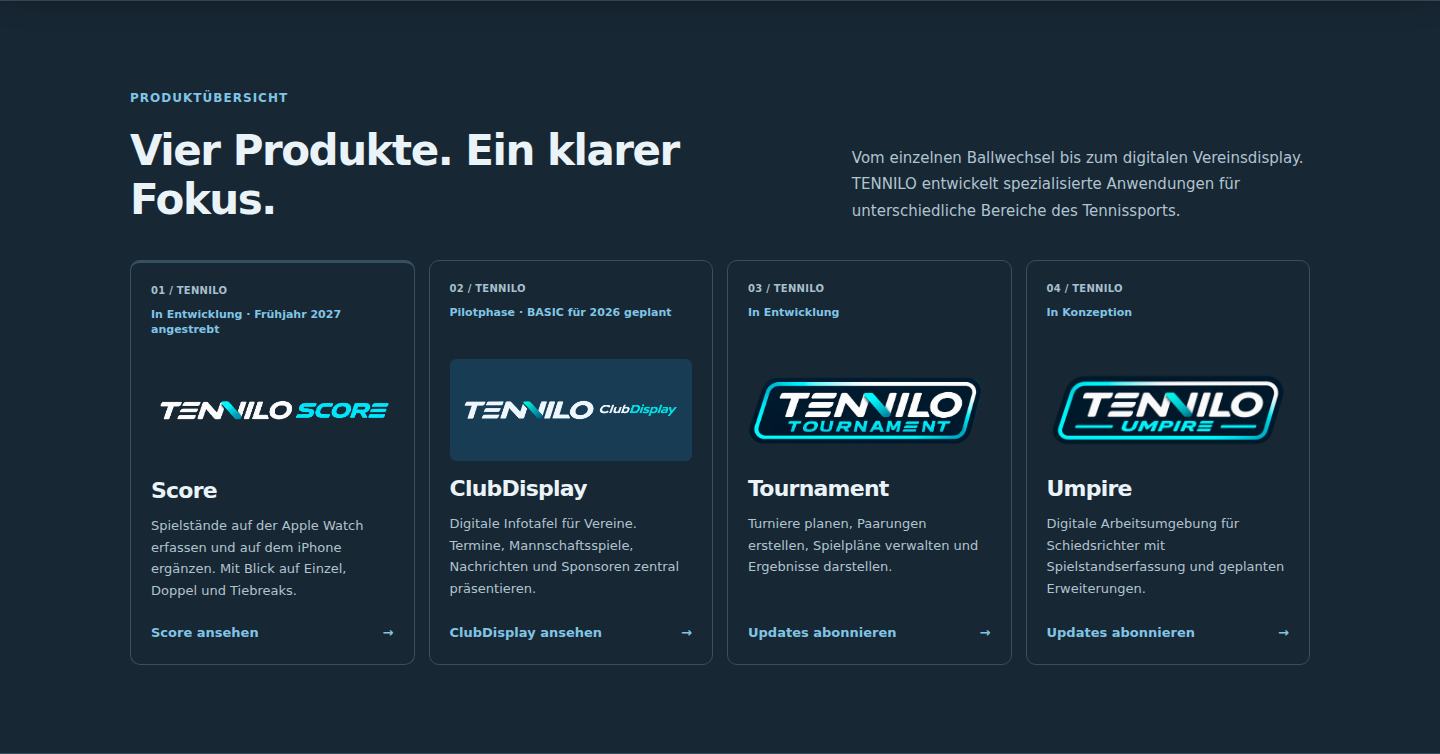 PRODUKTÜBERSICHT
Vier Produkte. Ein klarer
Fokus.
Vom einzelnen Ballwechsel bis zum digitalen Vereinsdisplay.
TENNILO entwickelt spezialisierte Anwendungen für
unterschiedliche Bereiche des Tennissports.
01 / TENNILO
In Entwicklung · Frühjahr 2027
angestrebt
TENNILO SCORE
Score
Spielstände auf der Apple Watch
erfassen und auf dem iPhone
ergänzen. Mit Blick auf Einzel,
Doppel und Tiebreaks.
Score ansehen →
02 / TENNILO
Pilotphase · BASIC für 2026 geplant
TENNILO ClubDisplay
ClubDisplay
Digitale Infotafel für Vereine.
Termine, Mannschaftsspiele,
Nachrichten und Sponsoren zentral
präsentieren.
ClubDisplay ansehen →
03 / TENNILO
In Entwicklung
TENNILO
TOURNAMENT
Tournament
Turniere planen, Paarungen
erstellen, Spielpläne verwalten und
Ergebnisse darstellen.
Updates abonnieren →
04 / TENNILO
In Konzeption
TENNILO
UMPIRE
Umpire
Digitale Arbeitsumgebung für
Schiedsrichter mit
Spielstandserfassung und geplanten
Erweiterungen.
Updates abonnieren →